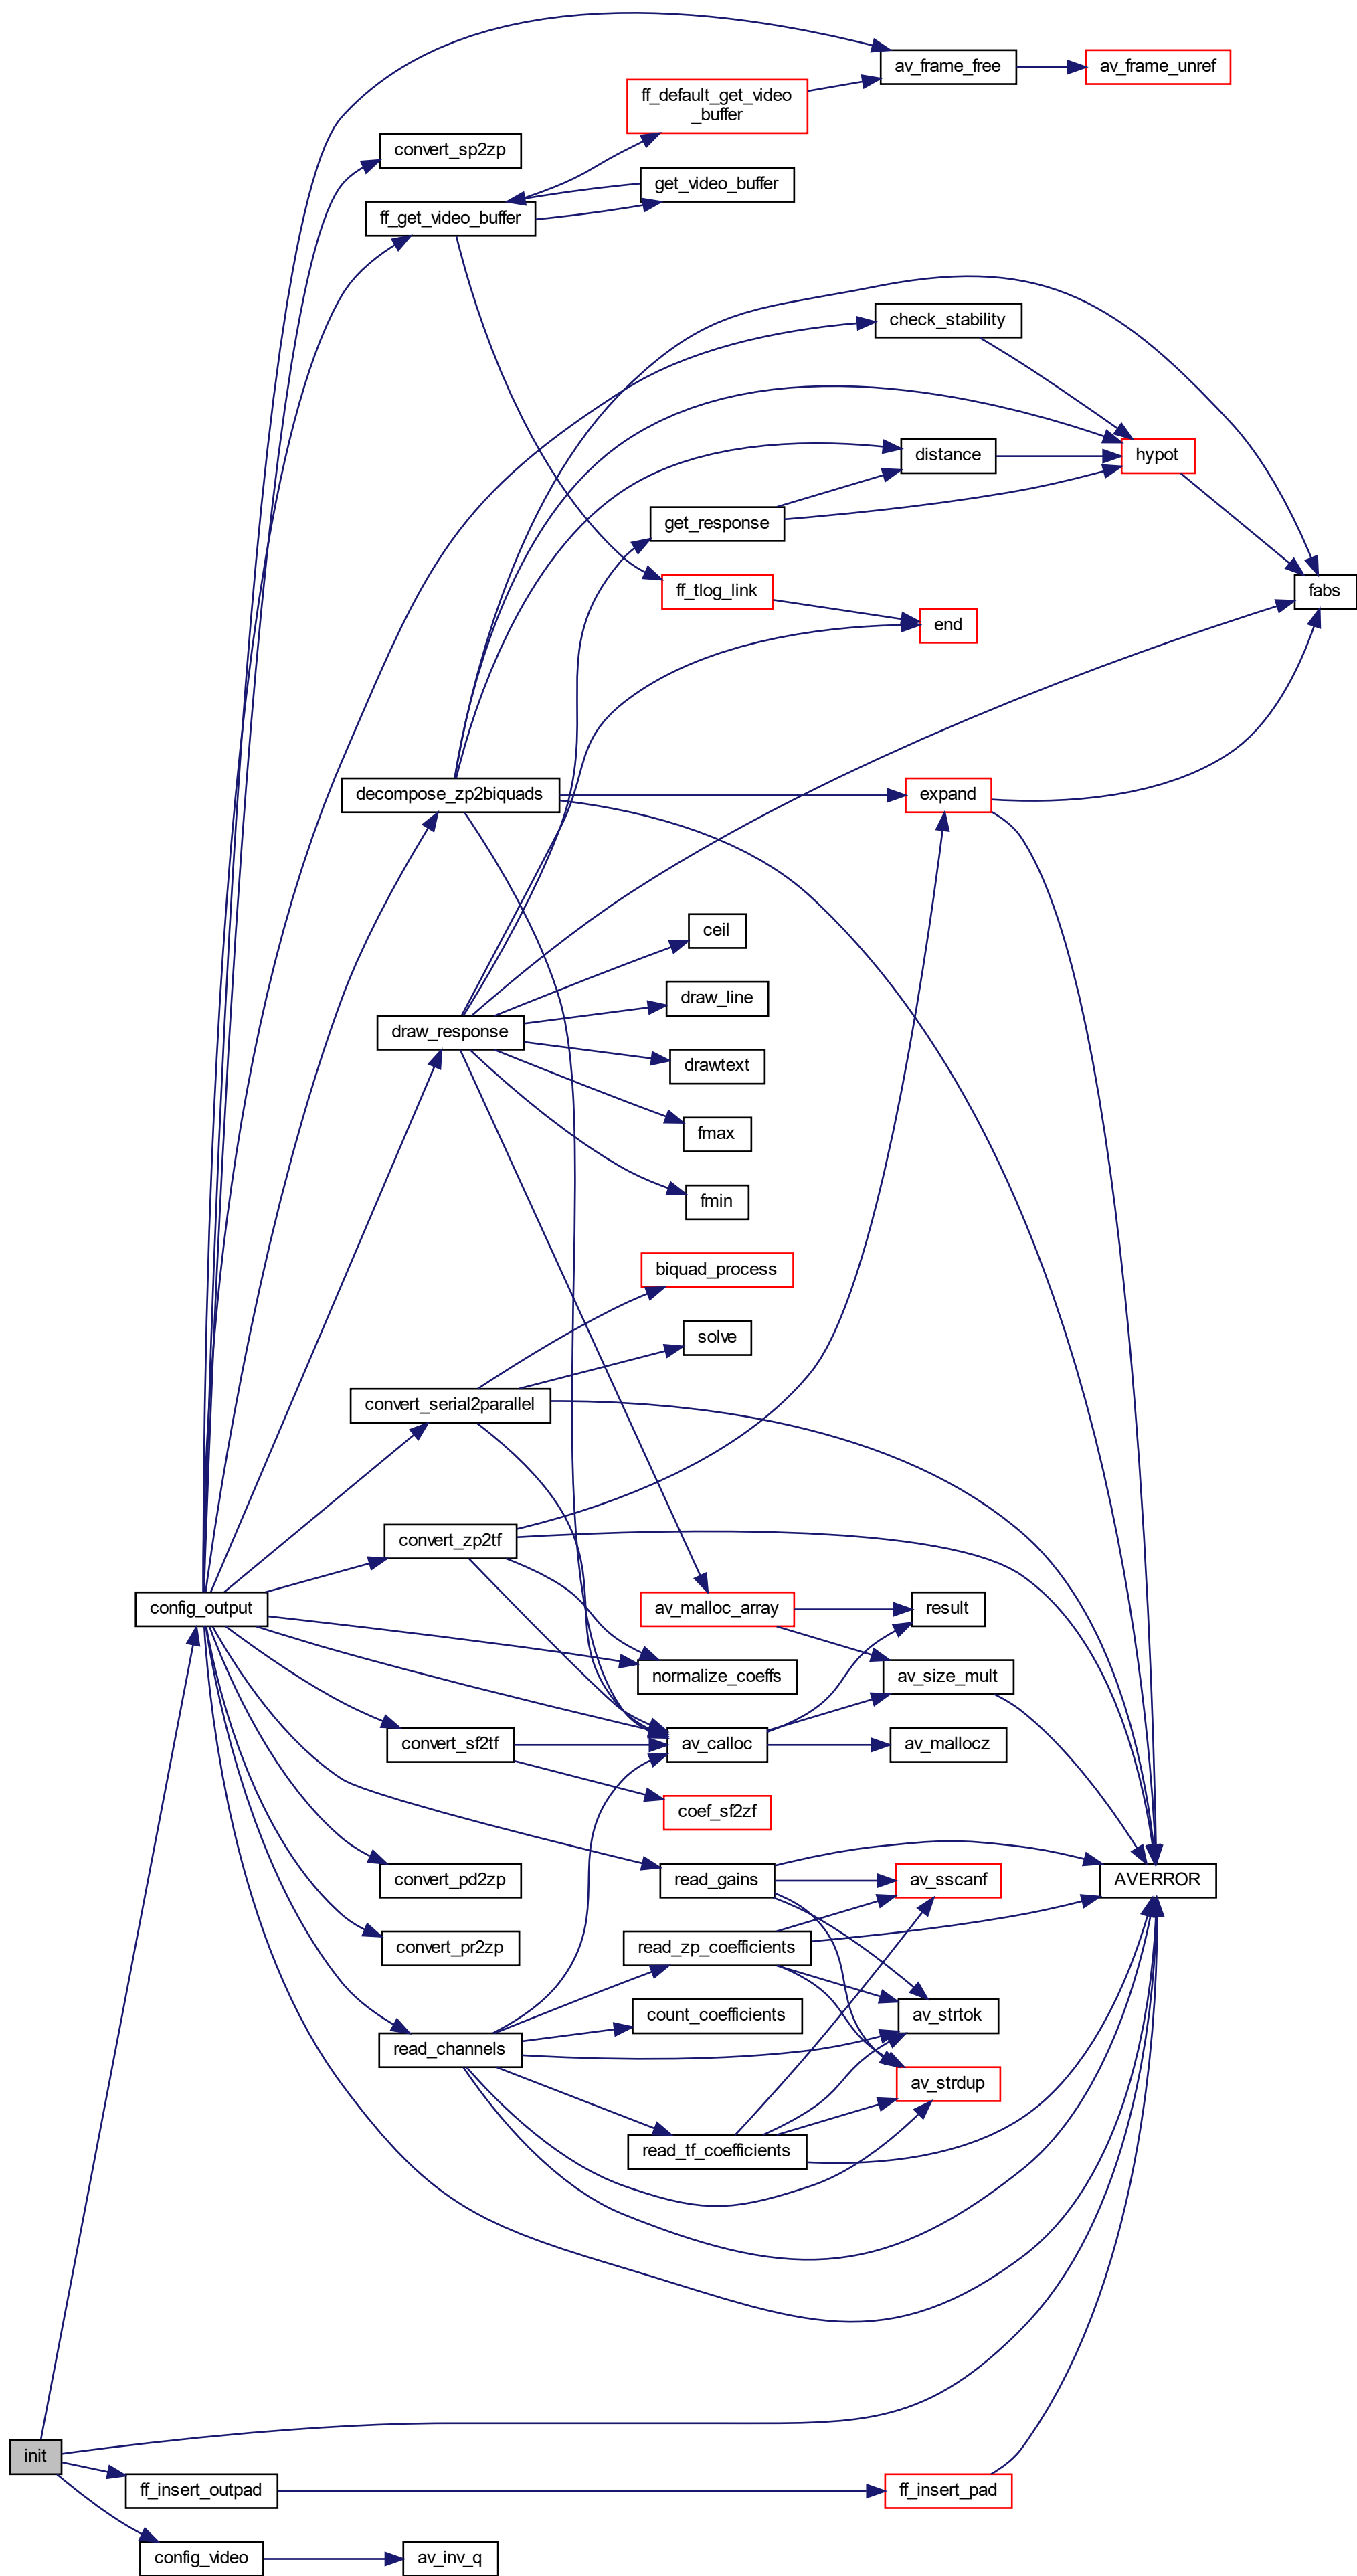 av_frame_free
av_frame_unref
ff_default_get_video
_buffer
convert_sp2zp
get_video_buffer
ff_get_video_buffer
check_stability
distance
hypot
get_response
ff_tlog_link
fabs
end
decompose_zp2biquads
expand
ceil
draw_line
draw_response
drawtext
fmax
fmin
biquad_process
solve
convert_serial2parallel
convert_zp2tf
config_output
av_malloc_array
result
normalize_coeffs
av_size_mult
convert_sf2tf
av_calloc
av_mallocz
coef_sf2zf
convert_pd2zp
read_gains
av_sscanf
AVERROR
convert_pr2zp
read_zp_coefficients
count_coefficients
av_strtok
read_channels
av_strdup
read_tf_coefficients
init
ff_insert_outpad
ff_insert_pad
config_video
av_inv_q